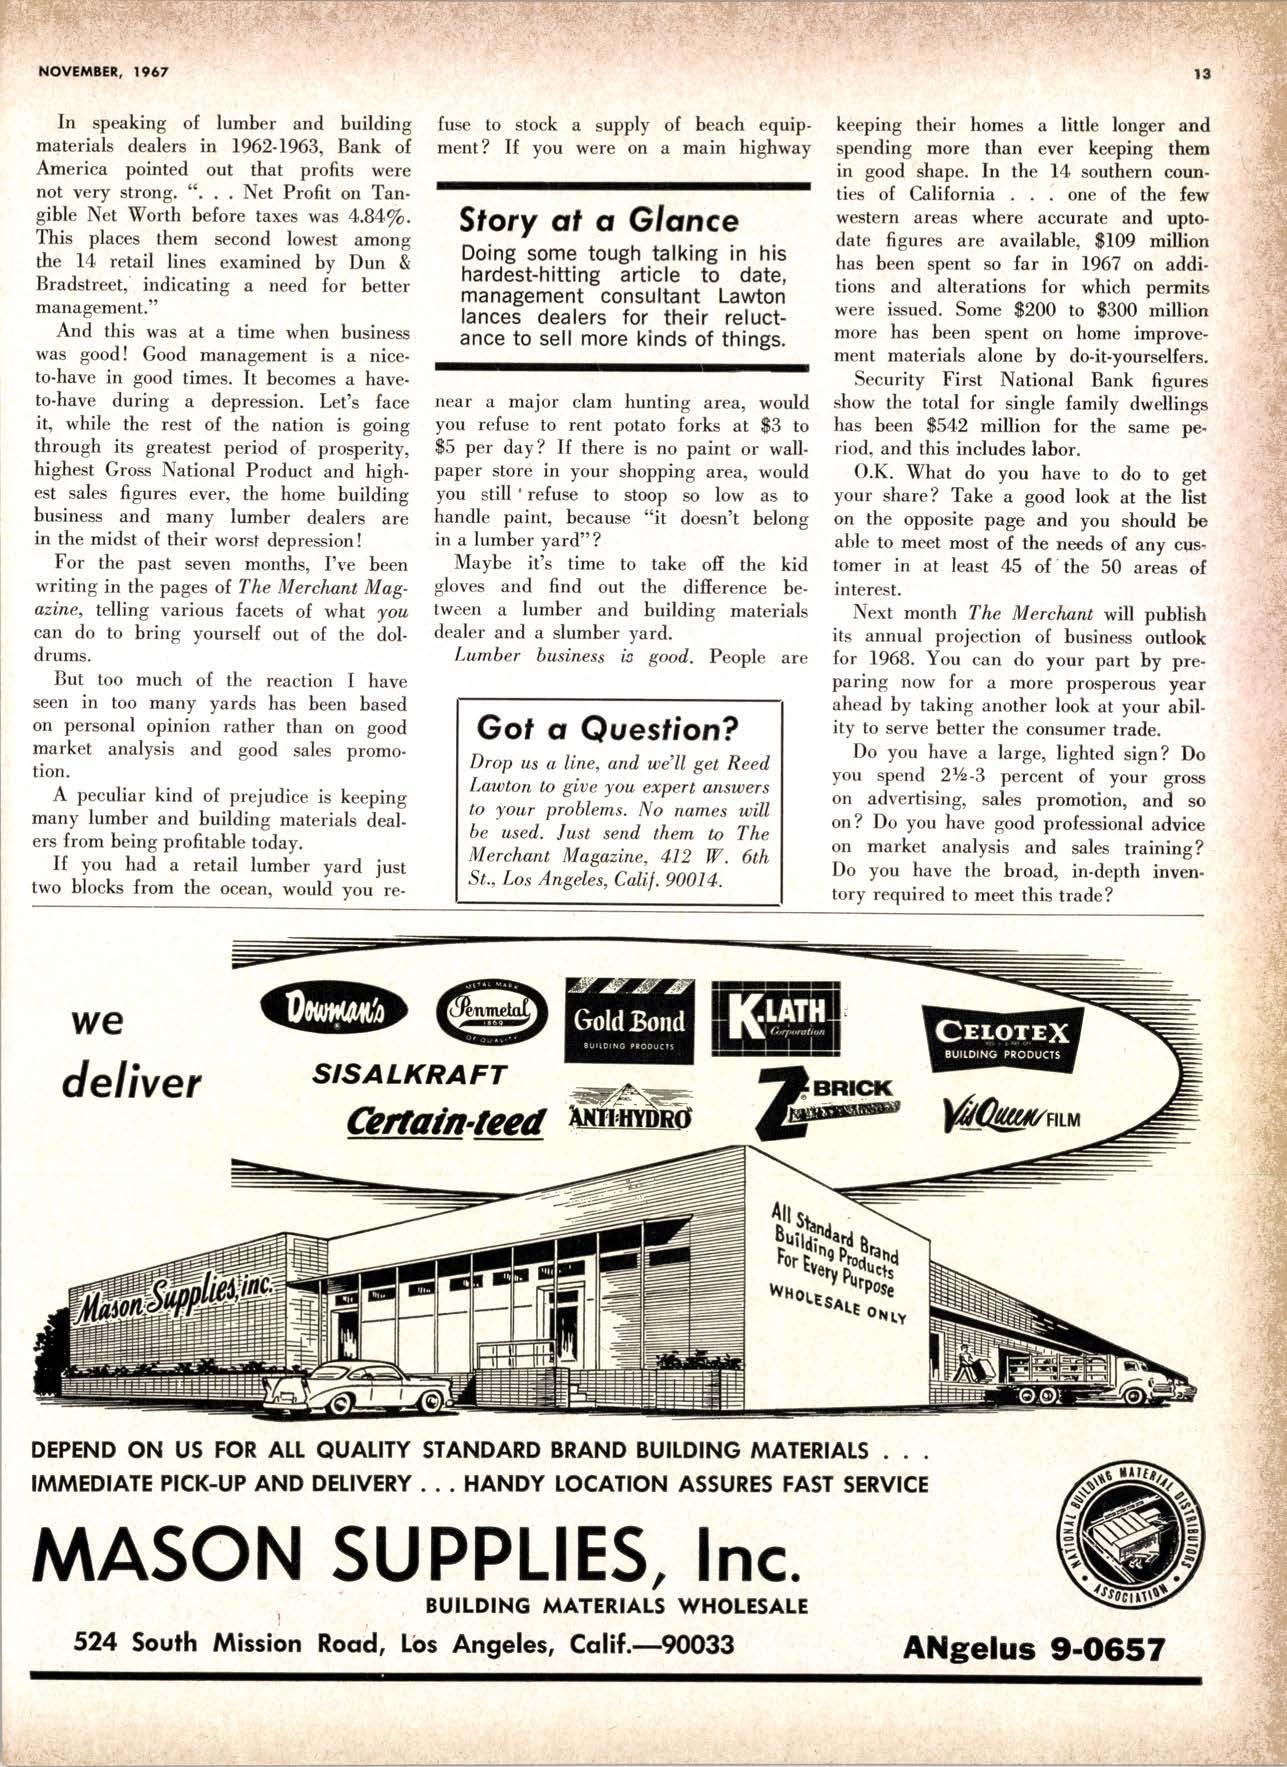 NOVEMBER, 1967
13
In speaking of lumber and building
materials dealers in 1962-1963, Bank of
America pointed out that profits were
not very strong. “. . . Net Profit on Tan-
gible Net Worth before taxes was 4.84%.
This places them second lowest among
the 14 retail lines examined by Dun &
Bradstreet, indicating a need for better
management.”
And this was at a time when business
was good! Good management is a nice-
to-have in good times. It becomes a have-
to-have during a depression. Let’s face
it, while the rest of the nation is going
through its greatest period of prosperity,
highest Gross National Product and high-
est sales figures ever, the home building
business and many lumber dealers are
in the midst of their worst depression!
For the past seven months, I’ve been
writing in the pages of The Merchant Mag-
azine, telling various facets of what you
can do to bring yourself out of the dol-
drums.
But too much of the reaction I have
seen in too many yards has been based
on personal opinion rather than on good
market analysis and good sales promo-
tion.
A peculiar kind of prejudice is keeping
many lumber and building materials deal-
ers from being profitable today.
If you had a retail lumber yard just
two blocks from the ocean, would you re-
fuse to stock a supply of beach equip-
ment? If you were on a main highway
Story at a Glance
Doing some tough talking in his
hardest-hitting article to date,
management consultant Lawton
lances dealers for their reluct-
ance to sell more kinds of things.
near a major clam hunting area, would
you refuse to rent potato forks at $3 to
$5 per day? If there is no paint or wall-
paper store in your shopping area, would
you still refuse to stoop so low as to
handle paint, because “it doesn’t belong
in a lumber yard”?
Maybe it’s time to take off the kid
gloves and find out the difference be-
tween a lumber and building materials
dealer and a slumber yard.
Lumber business is good. People are
Got a Question?
Drop us a line, and we’ll get Reed
Lawton to give you expert answers
to your problems. No names will
be used. Just send them to The
Merchant Magazine, 412 W. 6th
St., Los Angeles, Calif. 90014.
keeping their homes a little longer and
spending more than ever keeping them
in good shape. In the 14 southern coun-
ties of California . . . one of the few
western areas where accurate and upto-
date figures are available, $109 million
has been spent so far in 1967 on addi-
tions and alterations for which permits
were issued. Some $200 to $300 million
more has been spent on home improve-
ment materials alone by do-it-yourselfers.
Security First National Bank figures
show the total for single family dwellings
has been $542 million for the same pe-
riod, and this includes labor.
O.K. What do you have to do to get
your share? Take a good look at the list
on the opposite page and you should be
able to meet most of the needs of any cus-
tomer in at least 45 of the 50 areas of
interest.
Next month The Merchant will publish
its annual projection of business outlook
for 1968. You can do your part by pre-
paring now for a more prosperous year
ahead by taking another look at your abil-
ity to serve better the consumer trade.
Do you have a large, lighted sign? Do
you spend 2½-3 percent of your gross
on advertising, sales promotion, and so
on? Do you have good professional advice
on market analysis and sales training?
Do you have the broad, in-depth inven-
tory required to meet this trade?
we
deliver
Dowman's
METAL MARK
Penmetal
1869
OF QUALITY
Gold Bond
BUILDING PRODUCTS
K-LATH
Corporation
CELOTEX
BUILDING PRODUCTS
SISALKRAFT
Certain-teed
ANTI-HYDRO
Z-BRICK
VisQueen FILM
Mason Supplies, inc.
All Standard Brand
Building Products
For Every Purpose
WHOLESALE ONLY
DEPEND ON US FOR ALL QUALITY STANDARD BRAND BUILDING MATERIALS . . .
IMMEDIATE PICK-UP AND DELIVERY . . . HANDY LOCATION ASSURES FAST SERVICE
MASON SUPPLIES, Inc.
BUILDING MATERIALS WHOLESALE
524 South Mission Road, Los Angeles, Calif.—90033
ANgelus 9-0657
NATIONAL BUILDING MATERIAL DISTRIBUTORS
• ASSOCIATION •